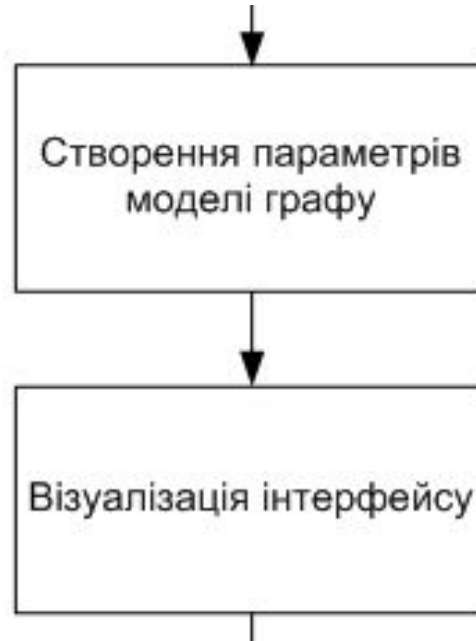 Створення параметрів
моделі графу
Візуалізація інтерфейсу